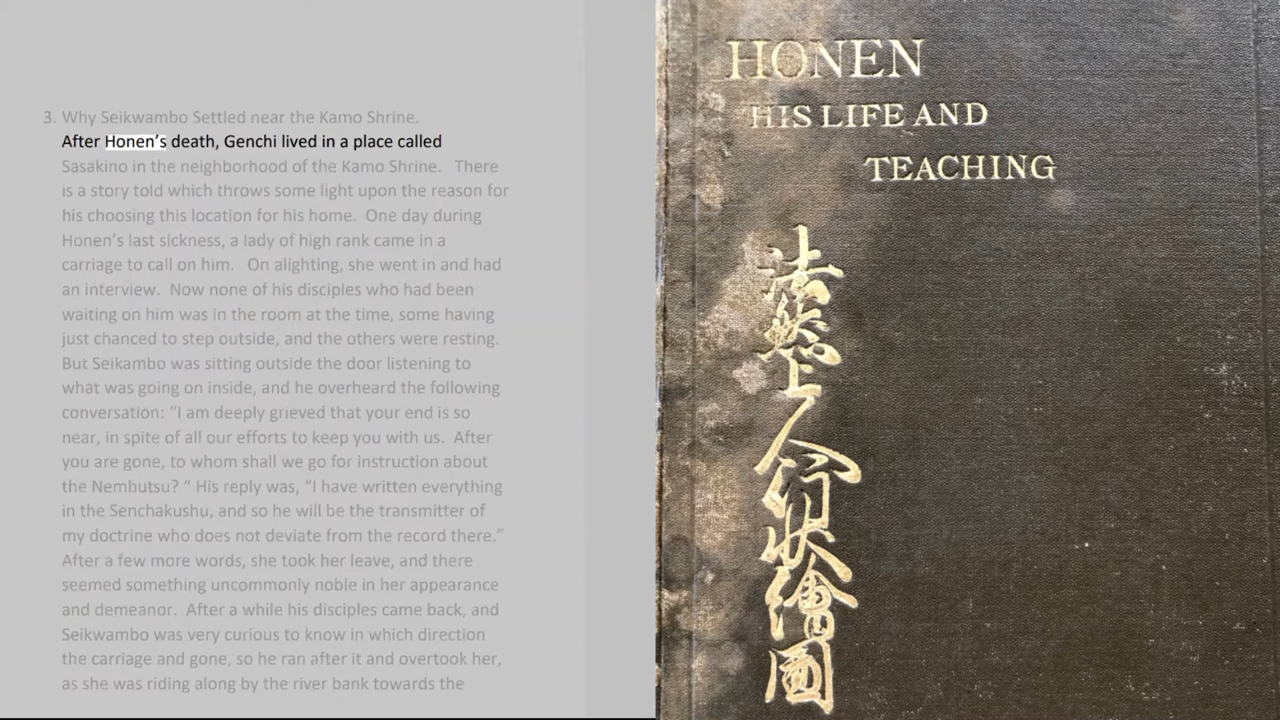 3. Why Seikwambo Settled near the Kamo Shrine.
After Honen’s death, Genchi lived in a place called
Sasakino in the neighborhood of the Kamo Shrine. There
is a story told which throws some light upon the reason for
his choosing this location for his home. One day during
Honen’s last sickness, a lady of high rank came in a
carriage to call on him. On alighting, she went in and had
an interview. Now none of his disciples who had been
waiting on him was in the room at the time, some having
just chanced to step outside, and the others were resting.
But Seikambo was sitting outside the door listening to
what was going on inside, and he overheard the following
conversation: “I am deeply grieved that your end is so
near, in spite of all our efforts to keep you with us. After
you are gone, to whom shall we go for instruction about
the Nembutsu? “ His reply was, “I have written everything
in the Senchakushu, and so he will be the transmitter of
my doctrine who does not deviate from the record there.”
After a few more words, she took her leave, and there
seemed something uncommonly noble in her appearance
and demeanor. After a while his disciples came back, and
Seikwambo was very curious to know in which direction
the carriage and gone, so he ran after it and overtook her,
as she was riding along by the river bank towards the
HONEN
HIS LIFE AND
TEACHING
法然上人行状繪圖